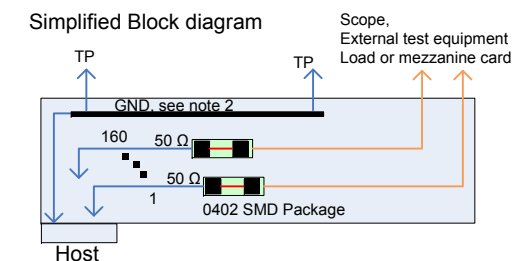 Simplified Block diagram
Scope,
External test equipment
Load or mezzanine card
TP
TP
GND, see note 2
160
50 Ω
50 Ω
1
0402 SMD Package
Host